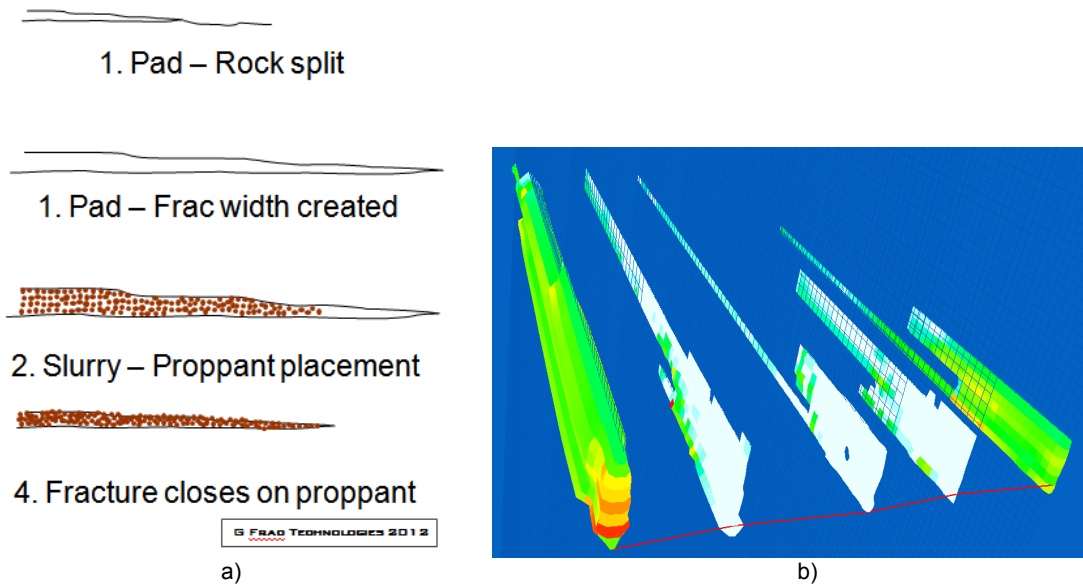 1. Pad – Rock split
1. Pad – Frac width created
2. Slurry – Proppant placement
4. Fracture closes on proppant
G Frac Technologies 2012
a)
b)